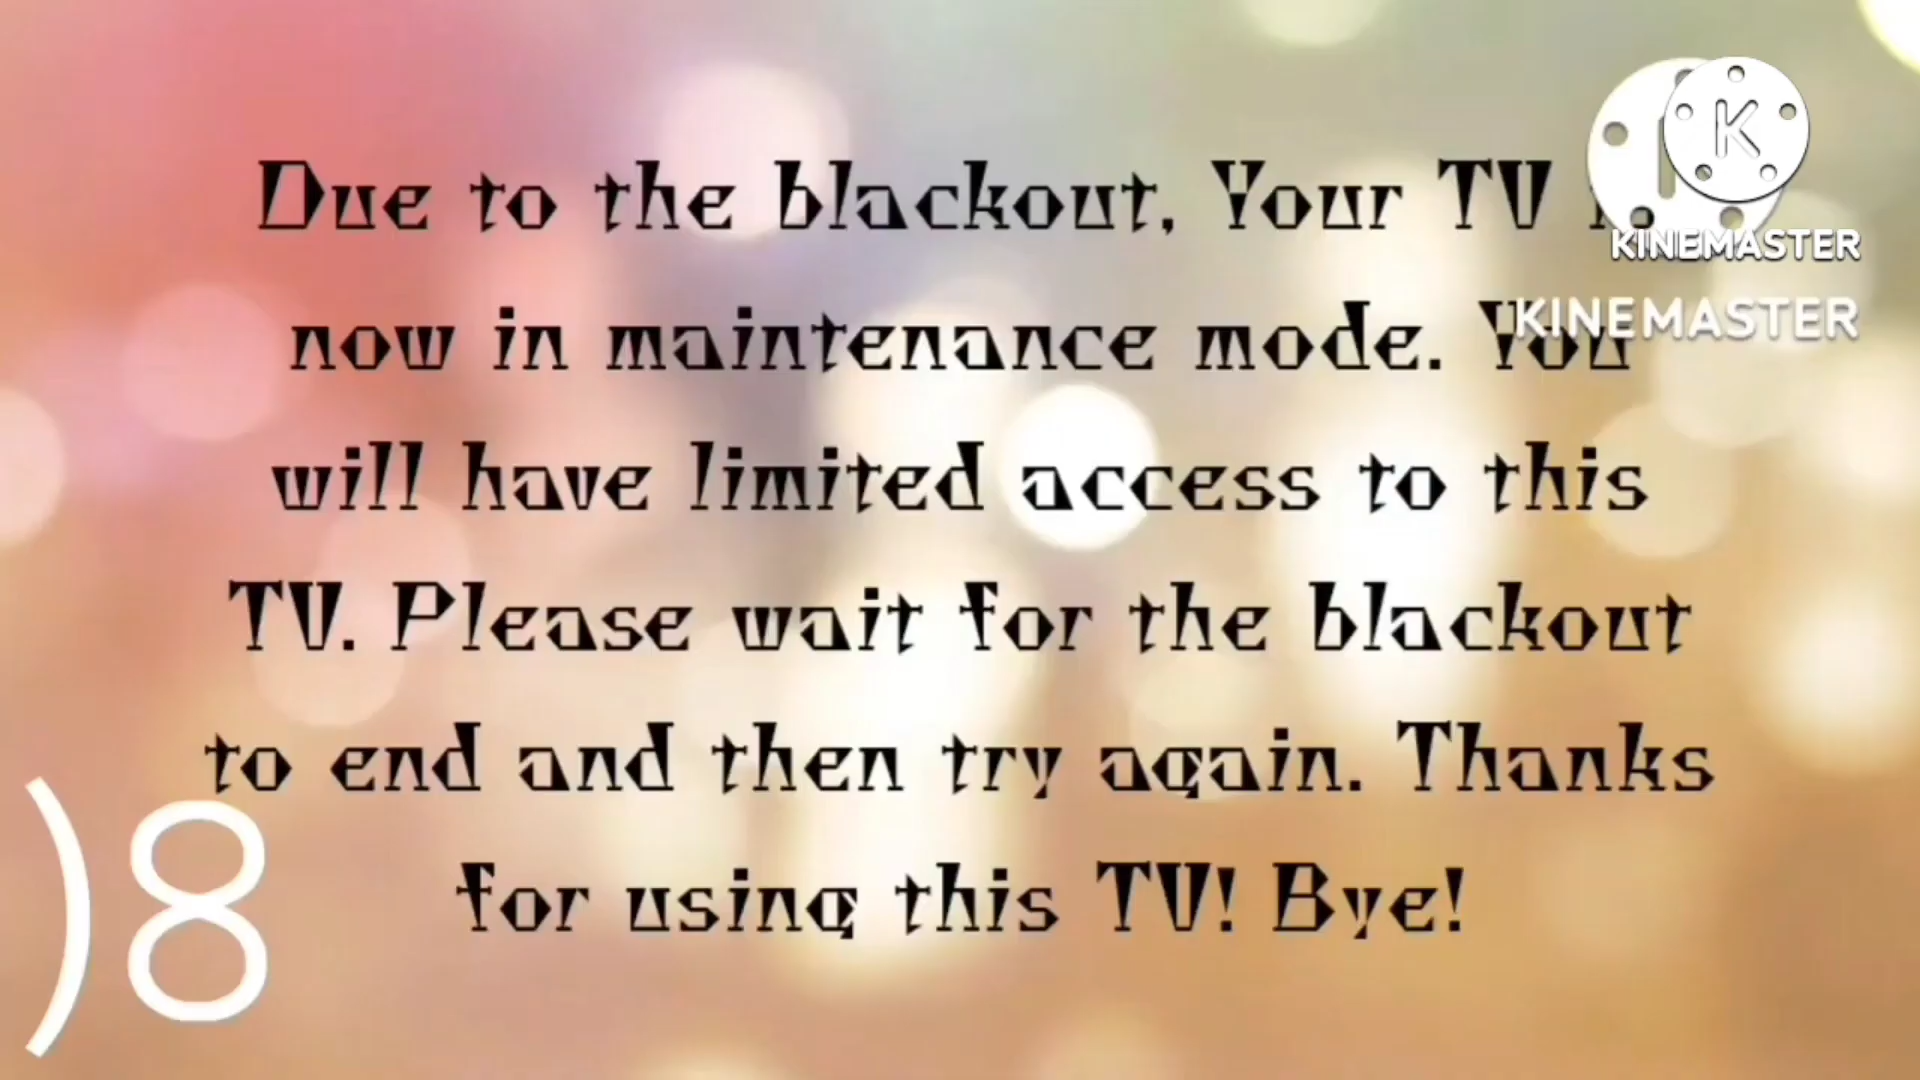 Due to the blackout, Your TV
now in maintenance mode. You
will have limited access to this
TV. Please wait for the blackout
to end and then try again. Thanks
for using this TV! Bye!
K
KINEMASTER
KINEMASTER
)8